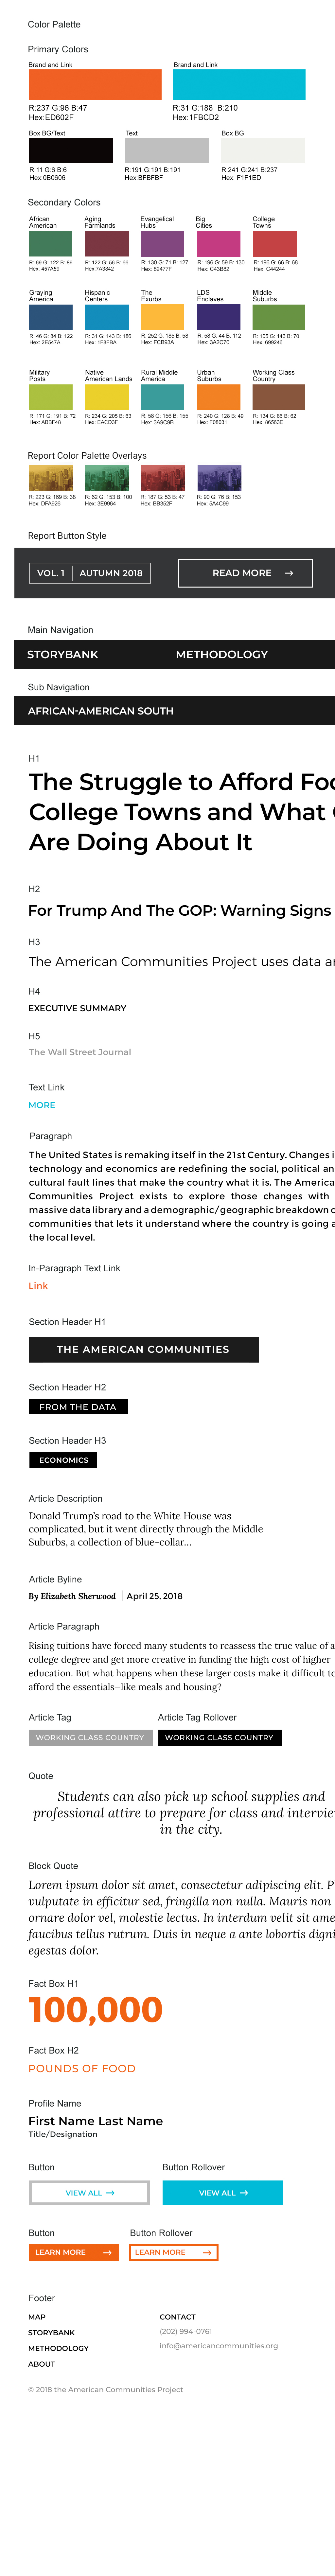 Color Palette
Primary Colors
Brand and Link
Brand and Link
R:237 G:96 B:47
Hex:ED602F
R:31 G:188 B:210
Hex:1FBCD2
Box BG/Text
Text
Box BG
R:11 G:6 B:6
Hex:0B0606
R:191 G:191 B:191
Hex:BFBFBF
R:241 G:241 B:237
Hex: F1F1ED
Secondary Colors
African American
Aging Farmlands
Evangelical Hubs
Big Cities
College Towns
R: 69 G: 122 B: 89
Hex: 457A59
R: 122 G: 56 B: 66
Hex:7A3842
R: 130 G: 71 B: 127
Hex: 82477F
R: 196 G: 59 B: 130
Hex: C43B82
R: 196 G: 66 B: 68
Hex: C44244
Graying America
Hispanic Centers
The Exurbs
LDS Enclaves
Middle Suburbs
R: 46 G: 84 B: 122
Hex: 2E547A
R: 31 G: 143 B: 186
Hex: 1F8FBA
R: 252 G: 185 B: 58
Hex: FCB93A
R: 58 G: 44 B: 112
Hex: 3A2C70
R: 105 G: 146 B: 70
Hex: 699246
Military Posts
Native American Lands
Rural Middle America
Urban Suburbs
Working Class Country
R: 171 G: 191 B: 72
Hex: ABBF48
R: 234 G: 205 B: 63
Hex: EACD3F
R: 58 G: 156 B: 155
Hex: 3A9C9B
R: 240 G: 128 B: 49
Hex: F08031
R: 134 G: 86 B: 62
Hex: 86563E
Report Color Palette Overlays
R: 223 G: 169 B: 38
Hex: DFA926
R: 62 G: 153 B: 100
Hex: 3E9964
R: 187 G: 53 B: 47
Hex: BB352F
R: 90 G: 76 B: 153
Hex: 5A4C99
Report Button Style
VOL. 1 | AUTUMN 2018
READ MORE →
Main Navigation
STORYBANK
METHODOLOGY
Sub Navigation
AFRICAN-AMERICAN SOUTH
H1
The Struggle to Afford Foo
College Towns and What
Are Doing About It
H2
For Trump And The GOP: Warning Signs
H3
The American Communities Project uses data
H4
EXECUTIVE SUMMARY
H5
The Wall Street Journal
Text Link
MORE
Paragraph
The United States is remaking itself in the 21st Century. Changes
technology and economics are redefining the social, political
cultural fault lines that make the country what it is. The America
Communities Project exists to explore those changes with
massive data library and a demographic/geographic breakdown
communities that lets it understand where the country is going
the local level.
In-Paragraph Text Link
Link
Section Header H1
THE AMERICAN COMMUNITIES
Section Header H2
FROM THE DATA
Section Header H3
ECONOMICS
Article Description
Donald Trump's road to the White House was
complicated, but it went directly through the Middle
Suburbs, a collection of blue-collar...
Article Byline
By Elizabeth Sherwood | April 25, 2018
Article Paragraph
Rising tuitions have forced many students to reassess the true value of a
college degree and get more creative in funding the high cost of higher
education. But what happens when these larger costs make it difficult to
afford the essentials—like meals and housing?
Article Tag
Article Tag Rollover
WORKING CLASS COUNTRY
WORKING CLASS COUNTRY
Quote
Students can also pick up school supplies and
professional attire to prepare for class and intervie
in the city.
Block Quote
Lorem ipsum dolor sit amet, consectetur adipiscing elit. P
vulputate in efficitur sed, fringilla non nulla. Mauris non
ornare dolor vel, molestie lectus. In interdum velit sit ame
faucibus tellus rutrum. Duis in neque a ante lobortis digni
egestas dolor.
Fact Box H1
100,000
Fact Box H2
POUNDS OF FOOD
Profile Name
First Name Last Name
Title/Designation
Button
Button Rollover
VIEW ALL →
VIEW ALL →
Button
Button Rollover
LEARN MORE →
LEARN MORE →
Footer
MAP
CONTACT
STORYBANK
(202) 994-0761
METHODOLOGY
info@americancommunities.org
ABOUT
© 2018 the American Communities Project